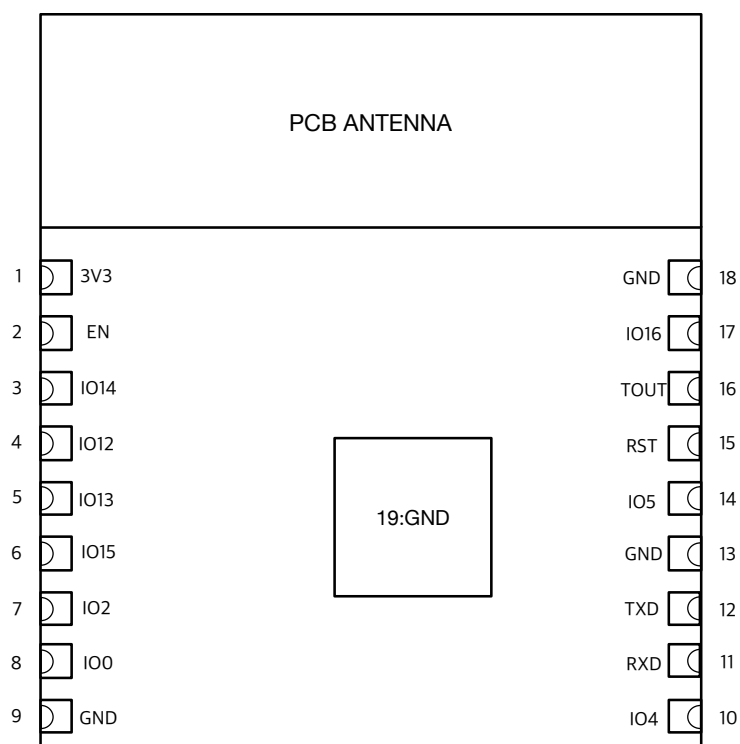 PCB ANTENNA
1 3V3 GND 18
2 EN IO16 17
3 IO14 TOUT 16
4 IO12 RST 15
5 IO13 IO5 14
19:GND
6 IO15 GND 13
7 IO2 TXD 12
8 IO0 RXD 11
9 GND IO4 10